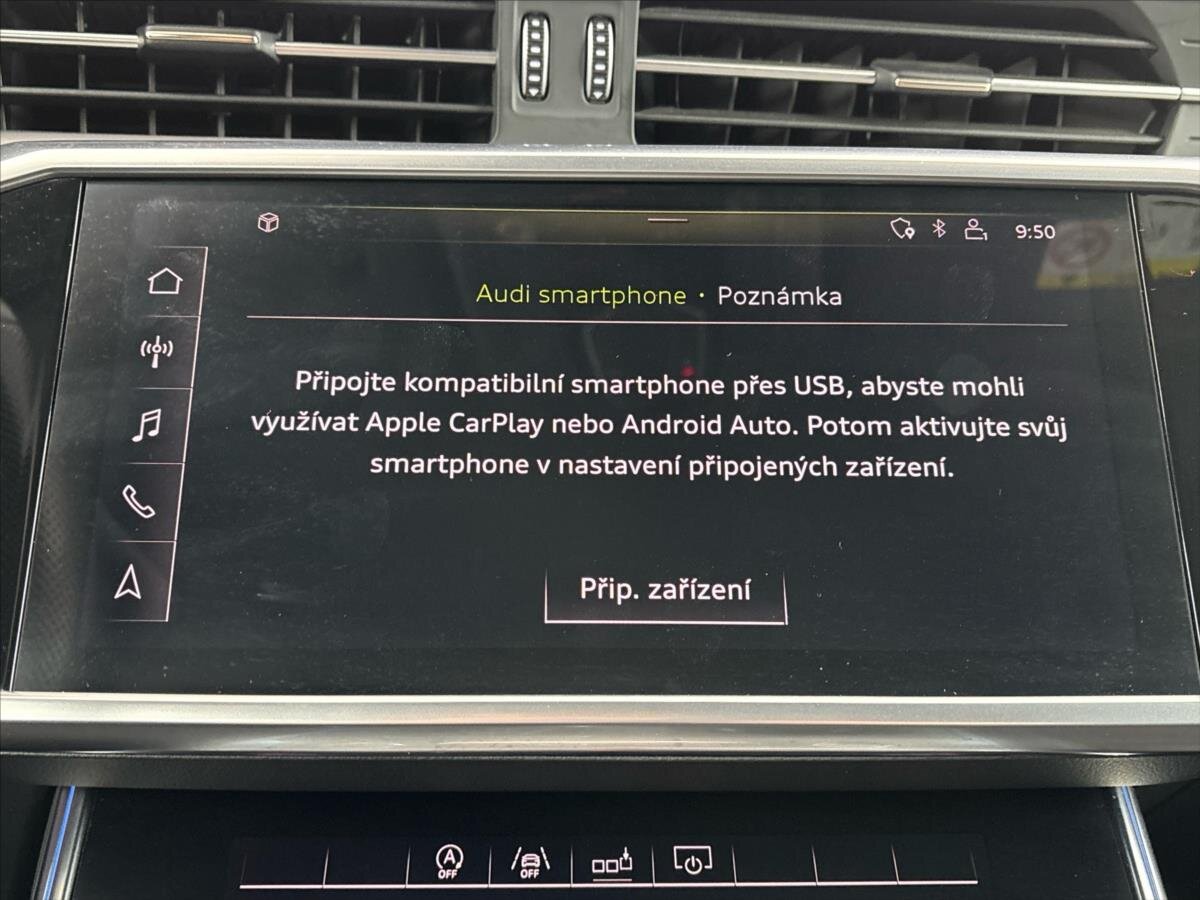 1
9:50
Audi smartphone · Poznámka
Připojte kompatibilní smartphone přes USB, abyste mohli
využívat Apple CarPlay nebo Android Auto. Potom aktivujte svůj
smartphone v nastavení připojených zařízení.
Přip. zařízení
A
OFF
OFF